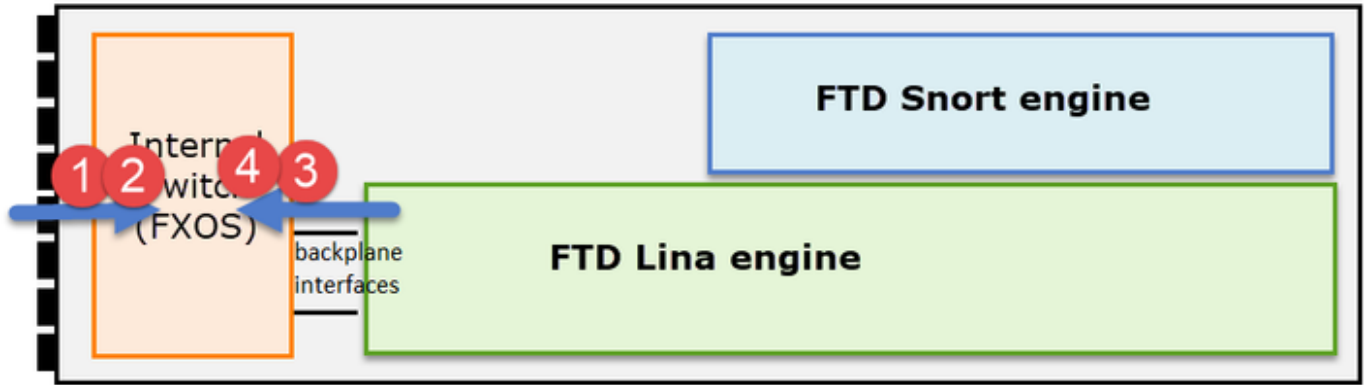 FTD Snort engine
1 2 4 3
(FXOS)
backplane
interfaces
FTD Lina engine